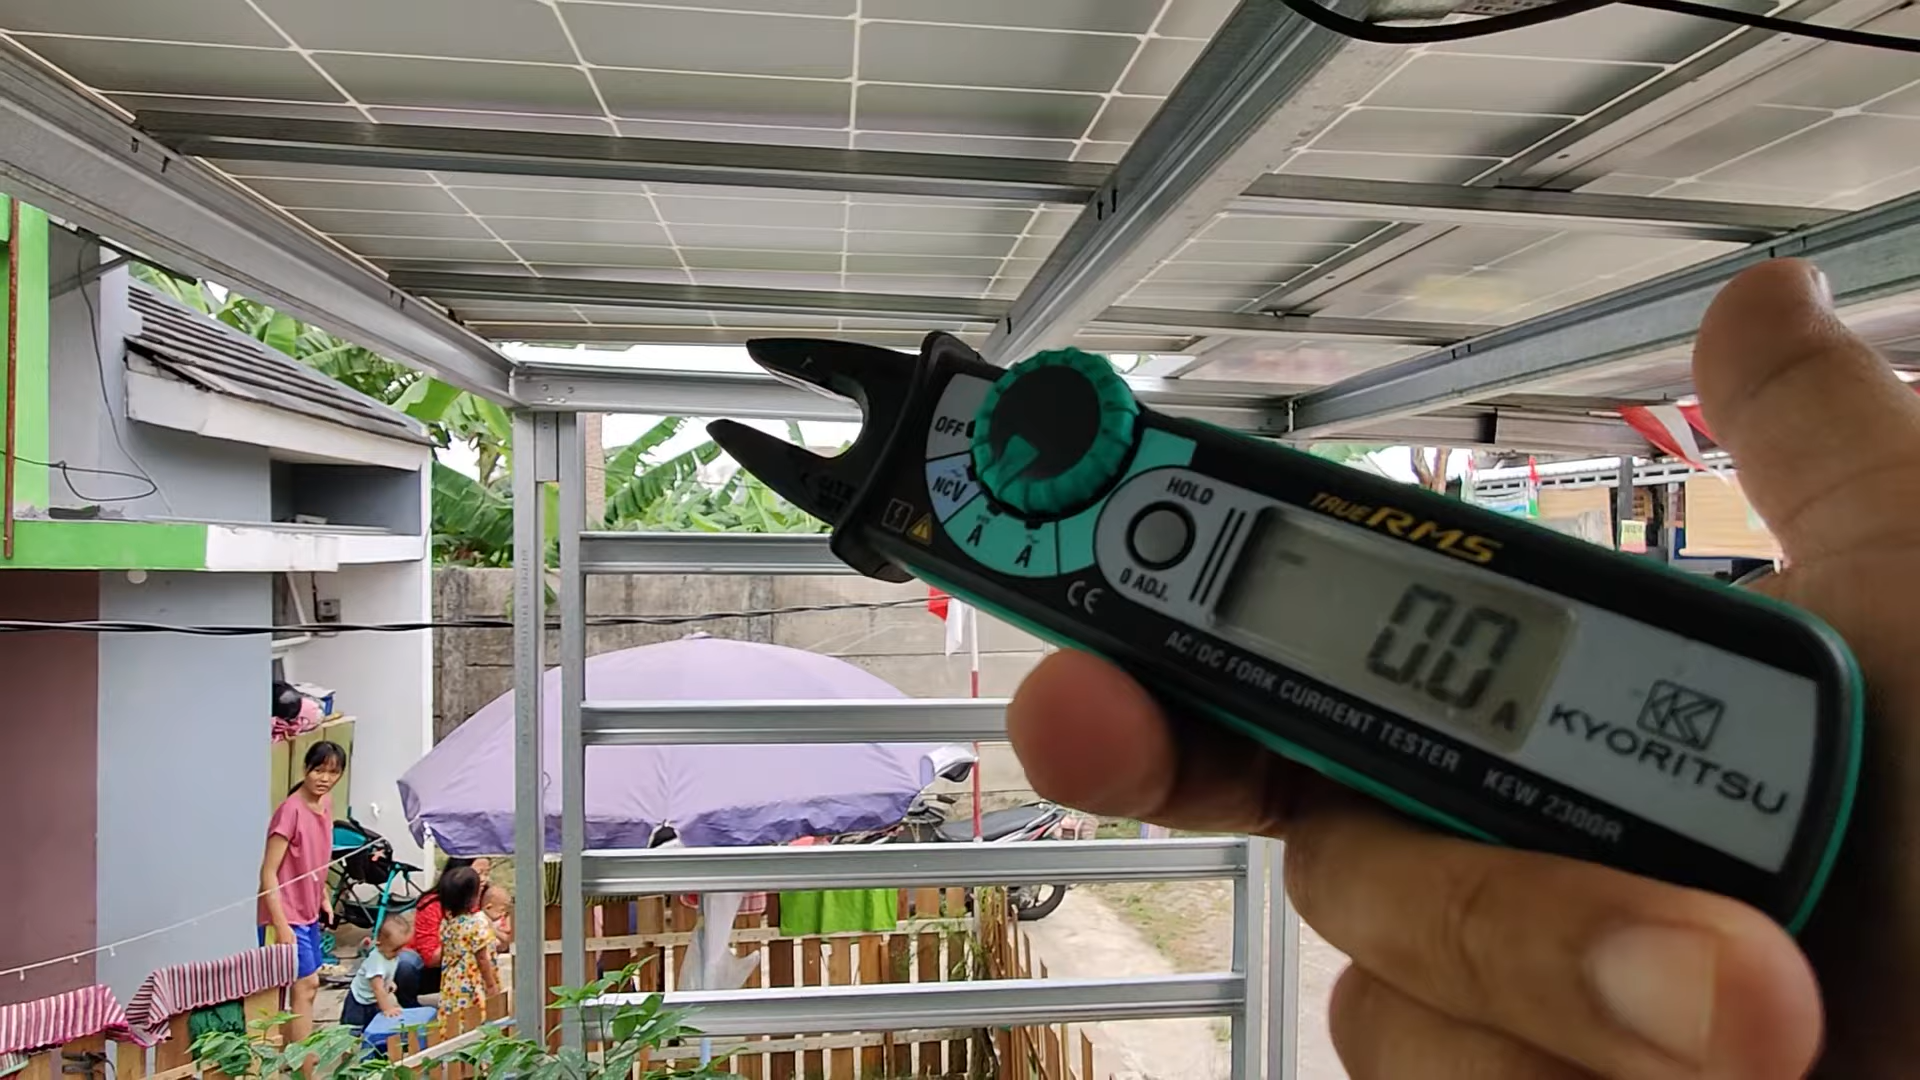 OFF
NCV
A
A
HOLD
0 ADJ.
TRUE RMS
CE
0.0 A
AC/DC FORK CURRENT TESTER KEW 2300R
KYORITSU